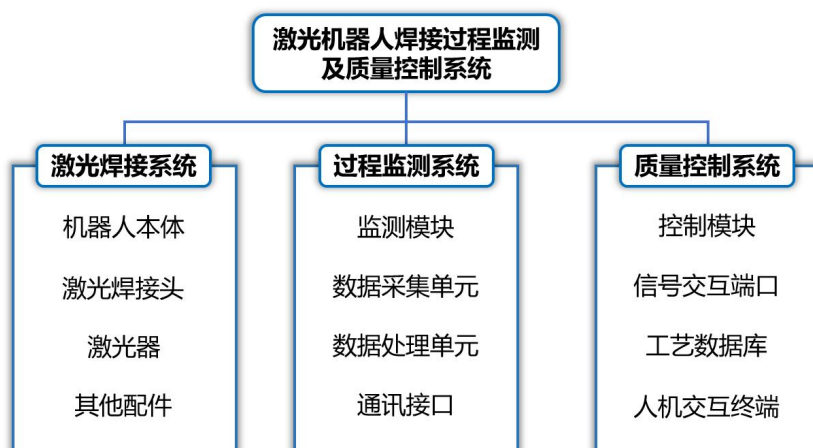 激光机器人焊接过程监测
及质量控制系统
激光焊接系统
机器人本体
激光焊接头
激光器
其他配件
过程监测系统
监测模块
数据采集单元
数据处理单元
通讯接口
质量控制系统
控制模块
信号交互端口
工艺数据库
人机交互终端